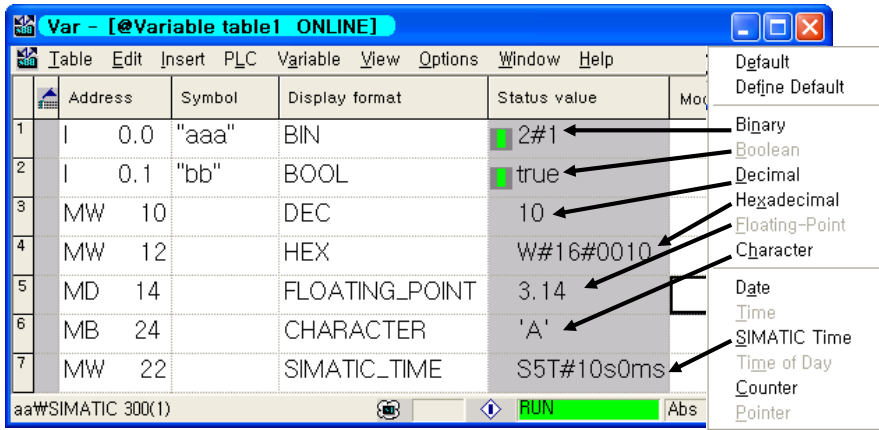 Var - [@Variable table1 ONLINE]
Table Edit Insert PLC Variable View Options Window Help
Address Symbol Display format Status value
1 I 0.0 "aaa" BIN 2#1
2 I 0.1 "bb" BOOL true
3 MW 10 DEC 10
4 MW 12 HEX W#16#0010
5 MD 14 FLOATING_POINT 3.14
6 MB 24 CHARACTER 'A'
7 MW 22 SIMATIC_TIME S5T#10s0ms
aa₩SIMATIC 300(1) RUN Abs
Default
Define Default
Binary
Boolean
Decimal
Hexadecimal
Floating-Point
Character
Date
Time
SIMATIC Time
Time of Day
Counter
Pointer